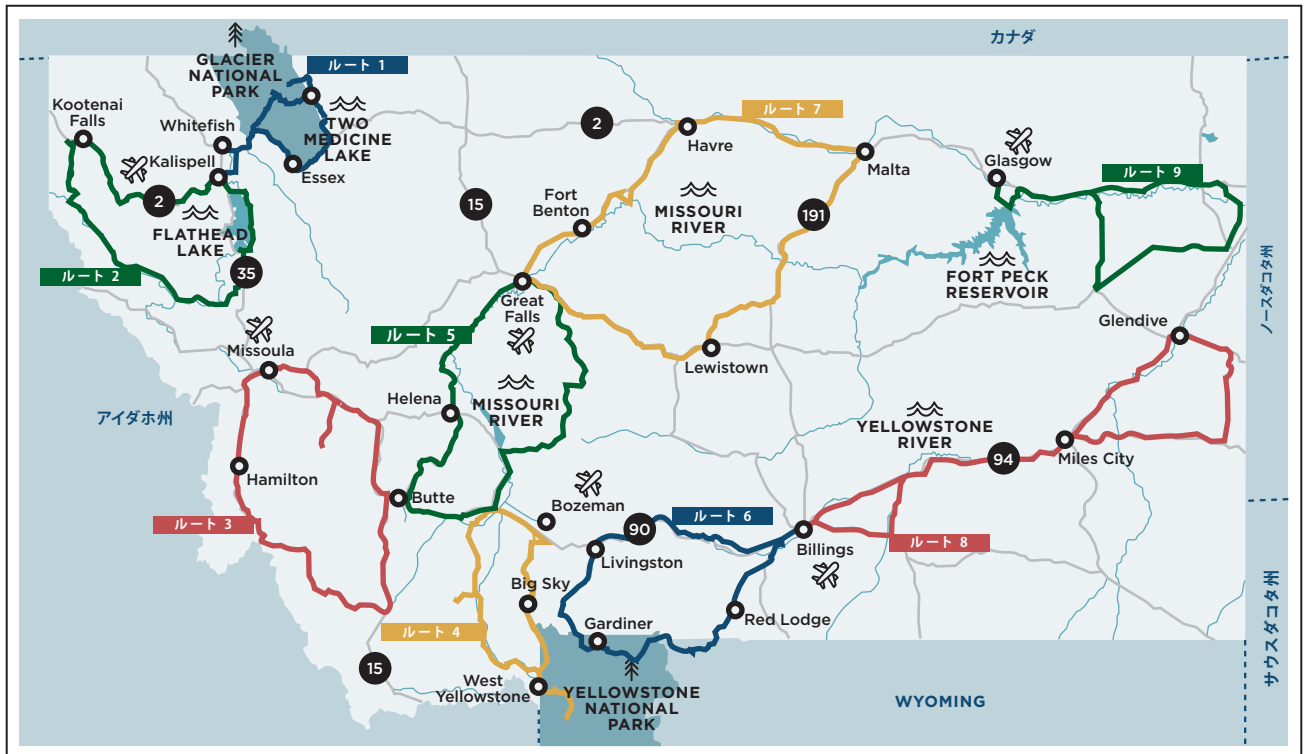 カナダ
GLACIER
NATIONAL
PARK
ルート 1
Kootenai
Falls
Whitefish
TWO
MEDICINE
LAKE
2
Havre
ルート 7
Malta
Glasgow
ルート 9
Kalispell
Essex
2
FLATHEAD
LAKE
15
Fort
Benton
MISSOURI
RIVER
191
ルート 2
35
FORT PECK
RESERVOIR
ノースダコタ州
Great
Falls
Glendive
ルート 5
Missoula
Lewistown
アイダホ州
Helena
MISSOURI
RIVER
YELLOWSTONE
RIVER
94
Miles City
Hamilton
Butte
Bozeman
ルート 3
90
ルート 6
Billings
ルート 8
Livingston
Big Sky
Red Lodge
ルート 4
Gardiner
15
West
Yellowstone
YELLOWSTONE
NATIONAL
PARK
WYOMING
サウスダコタ州